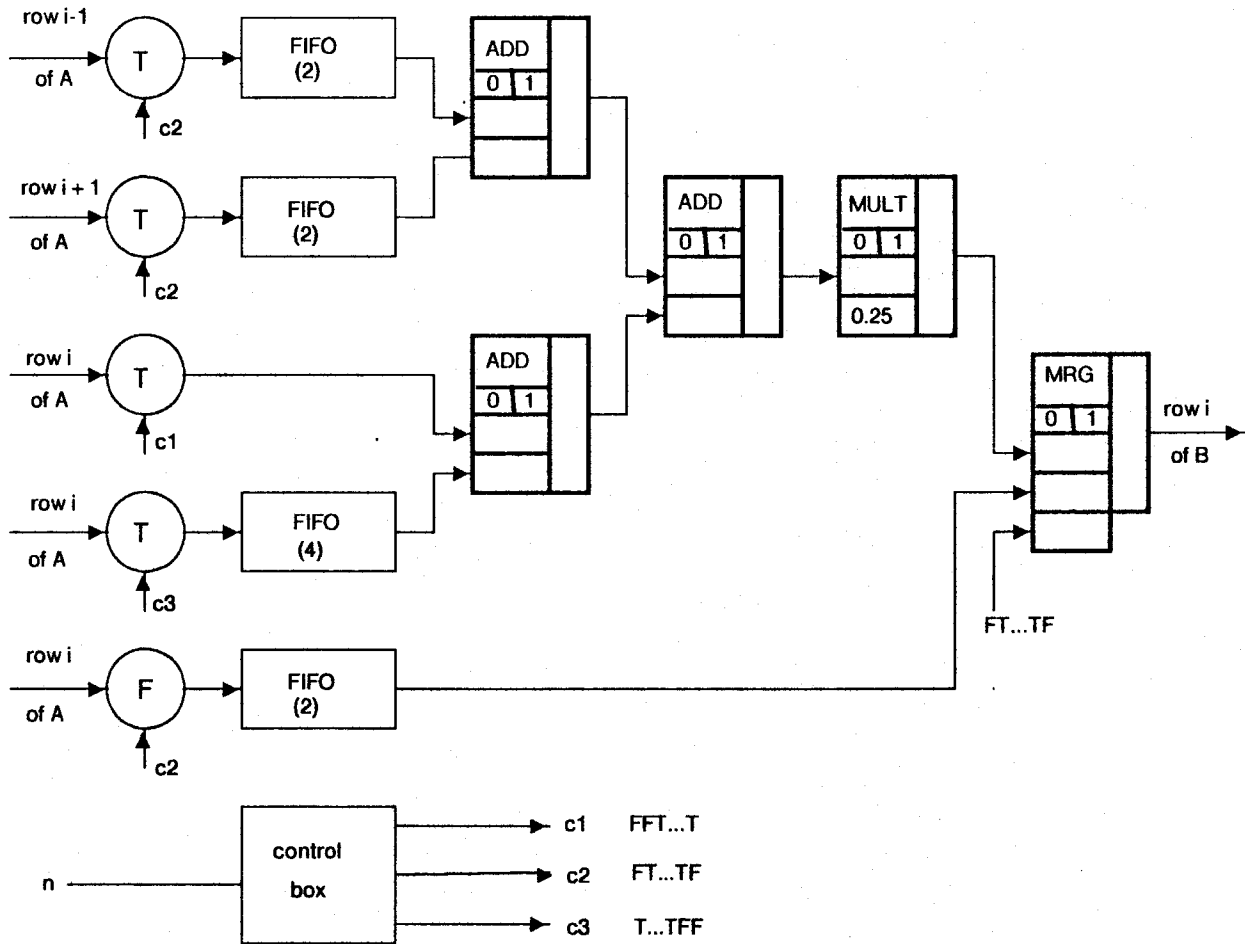 row i-1
of A
T
c2
FIFO
(2)
ADD
0 1
row i + 1
of A
T
c2
FIFO
(2)
ADD
0 1
MULT
0 1
0.25
row i
of A
T
c1
ADD
0 1
MRG
0 1
row i
of B
row i
of A
T
c3
FIFO
(4)
FT...TF
row i
of A
F
c2
FIFO
(2)
n
control
box
c1 FFT...T
c2 FT...TF
c3 T...TFF